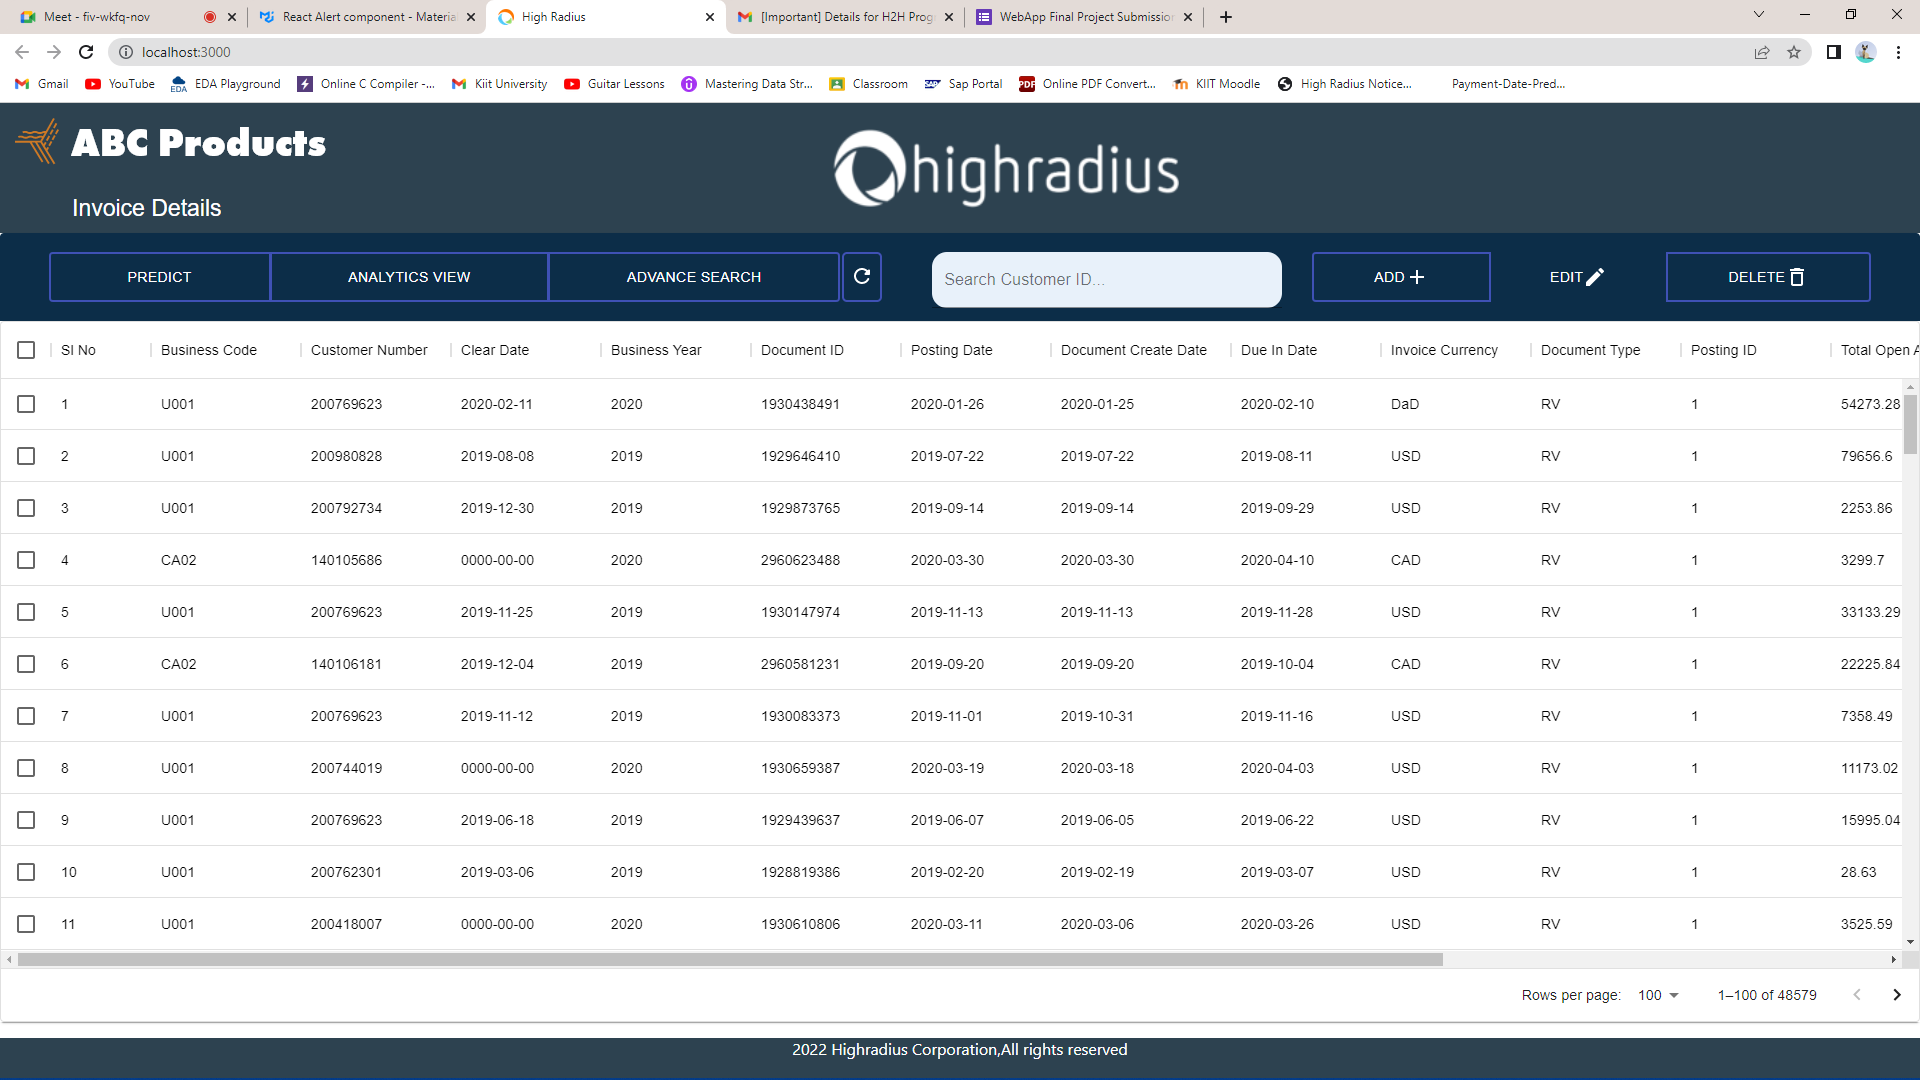 Meet - fiv-wkfq-nov
React Alert component - Materia
High Radius
[Important] Details for H2H Prog
WebApp Final Project Submission
localhost:3000
Gmail YouTube EDA Playground Online C Compiler -... Kiit University Guitar Lessons Mastering Data Str... Classroom Sap Portal Online PDF Convert... KIIT Moodle High Radius Notice... Payment-Date-Pred...
ABC Products
highradius
Invoice Details
PREDICT ANALYTICS VIEW ADVANCE SEARCH Search Customer ID... ADD EDIT DELETE
Sl No Business Code Customer Number Clear Date Business Year Document ID Posting Date Document Create Date Due In Date Invoice Currency Document Type Posting ID Total Open A
1 U001 200769623 2020-02-11 2020 1930438491 2020-01-26 2020-01-25 2020-02-10 DaD RV 1 54273.28
2 U001 200980828 2019-08-08 2019 1929646410 2019-07-22 2019-07-22 2019-08-11 USD RV 1 79656.6
3 U001 200792734 2019-12-30 2019 1929873765 2019-09-14 2019-09-14 2019-09-29 USD RV 1 2253.86
4 CA02 140105686 0000-00-00 2020 2960623488 2020-03-30 2020-03-30 2020-04-10 CAD RV 1 3299.7
5 U001 200769623 2019-11-25 2019 1930147974 2019-11-13 2019-11-13 2019-11-28 USD RV 1 33133.29
6 CA02 140106181 2019-12-04 2019 2960581231 2019-09-20 2019-09-20 2019-10-04 CAD RV 1 22225.84
7 U001 200769623 2019-11-12 2019 1930083373 2019-11-01 2019-10-31 2019-11-16 USD RV 1 7358.49
8 U001 200744019 0000-00-00 2020 1930659387 2020-03-19 2020-03-18 2020-04-03 USD RV 1 11173.02
9 U001 200769623 2019-06-18 2019 1929439637 2019-06-07 2019-06-05 2019-06-22 USD RV 1 15995.04
10 U001 200762301 2019-03-06 2019 1928819386 2019-02-20 2019-02-19 2019-03-07 USD RV 1 28.63
11 U001 200418007 0000-00-00 2020 1930610806 2020-03-11 2020-03-06 2020-03-26 USD RV 1 3525.59
Rows per page: 100 1–100 of 48579
2022 Highradius Corporation,All rights reserved